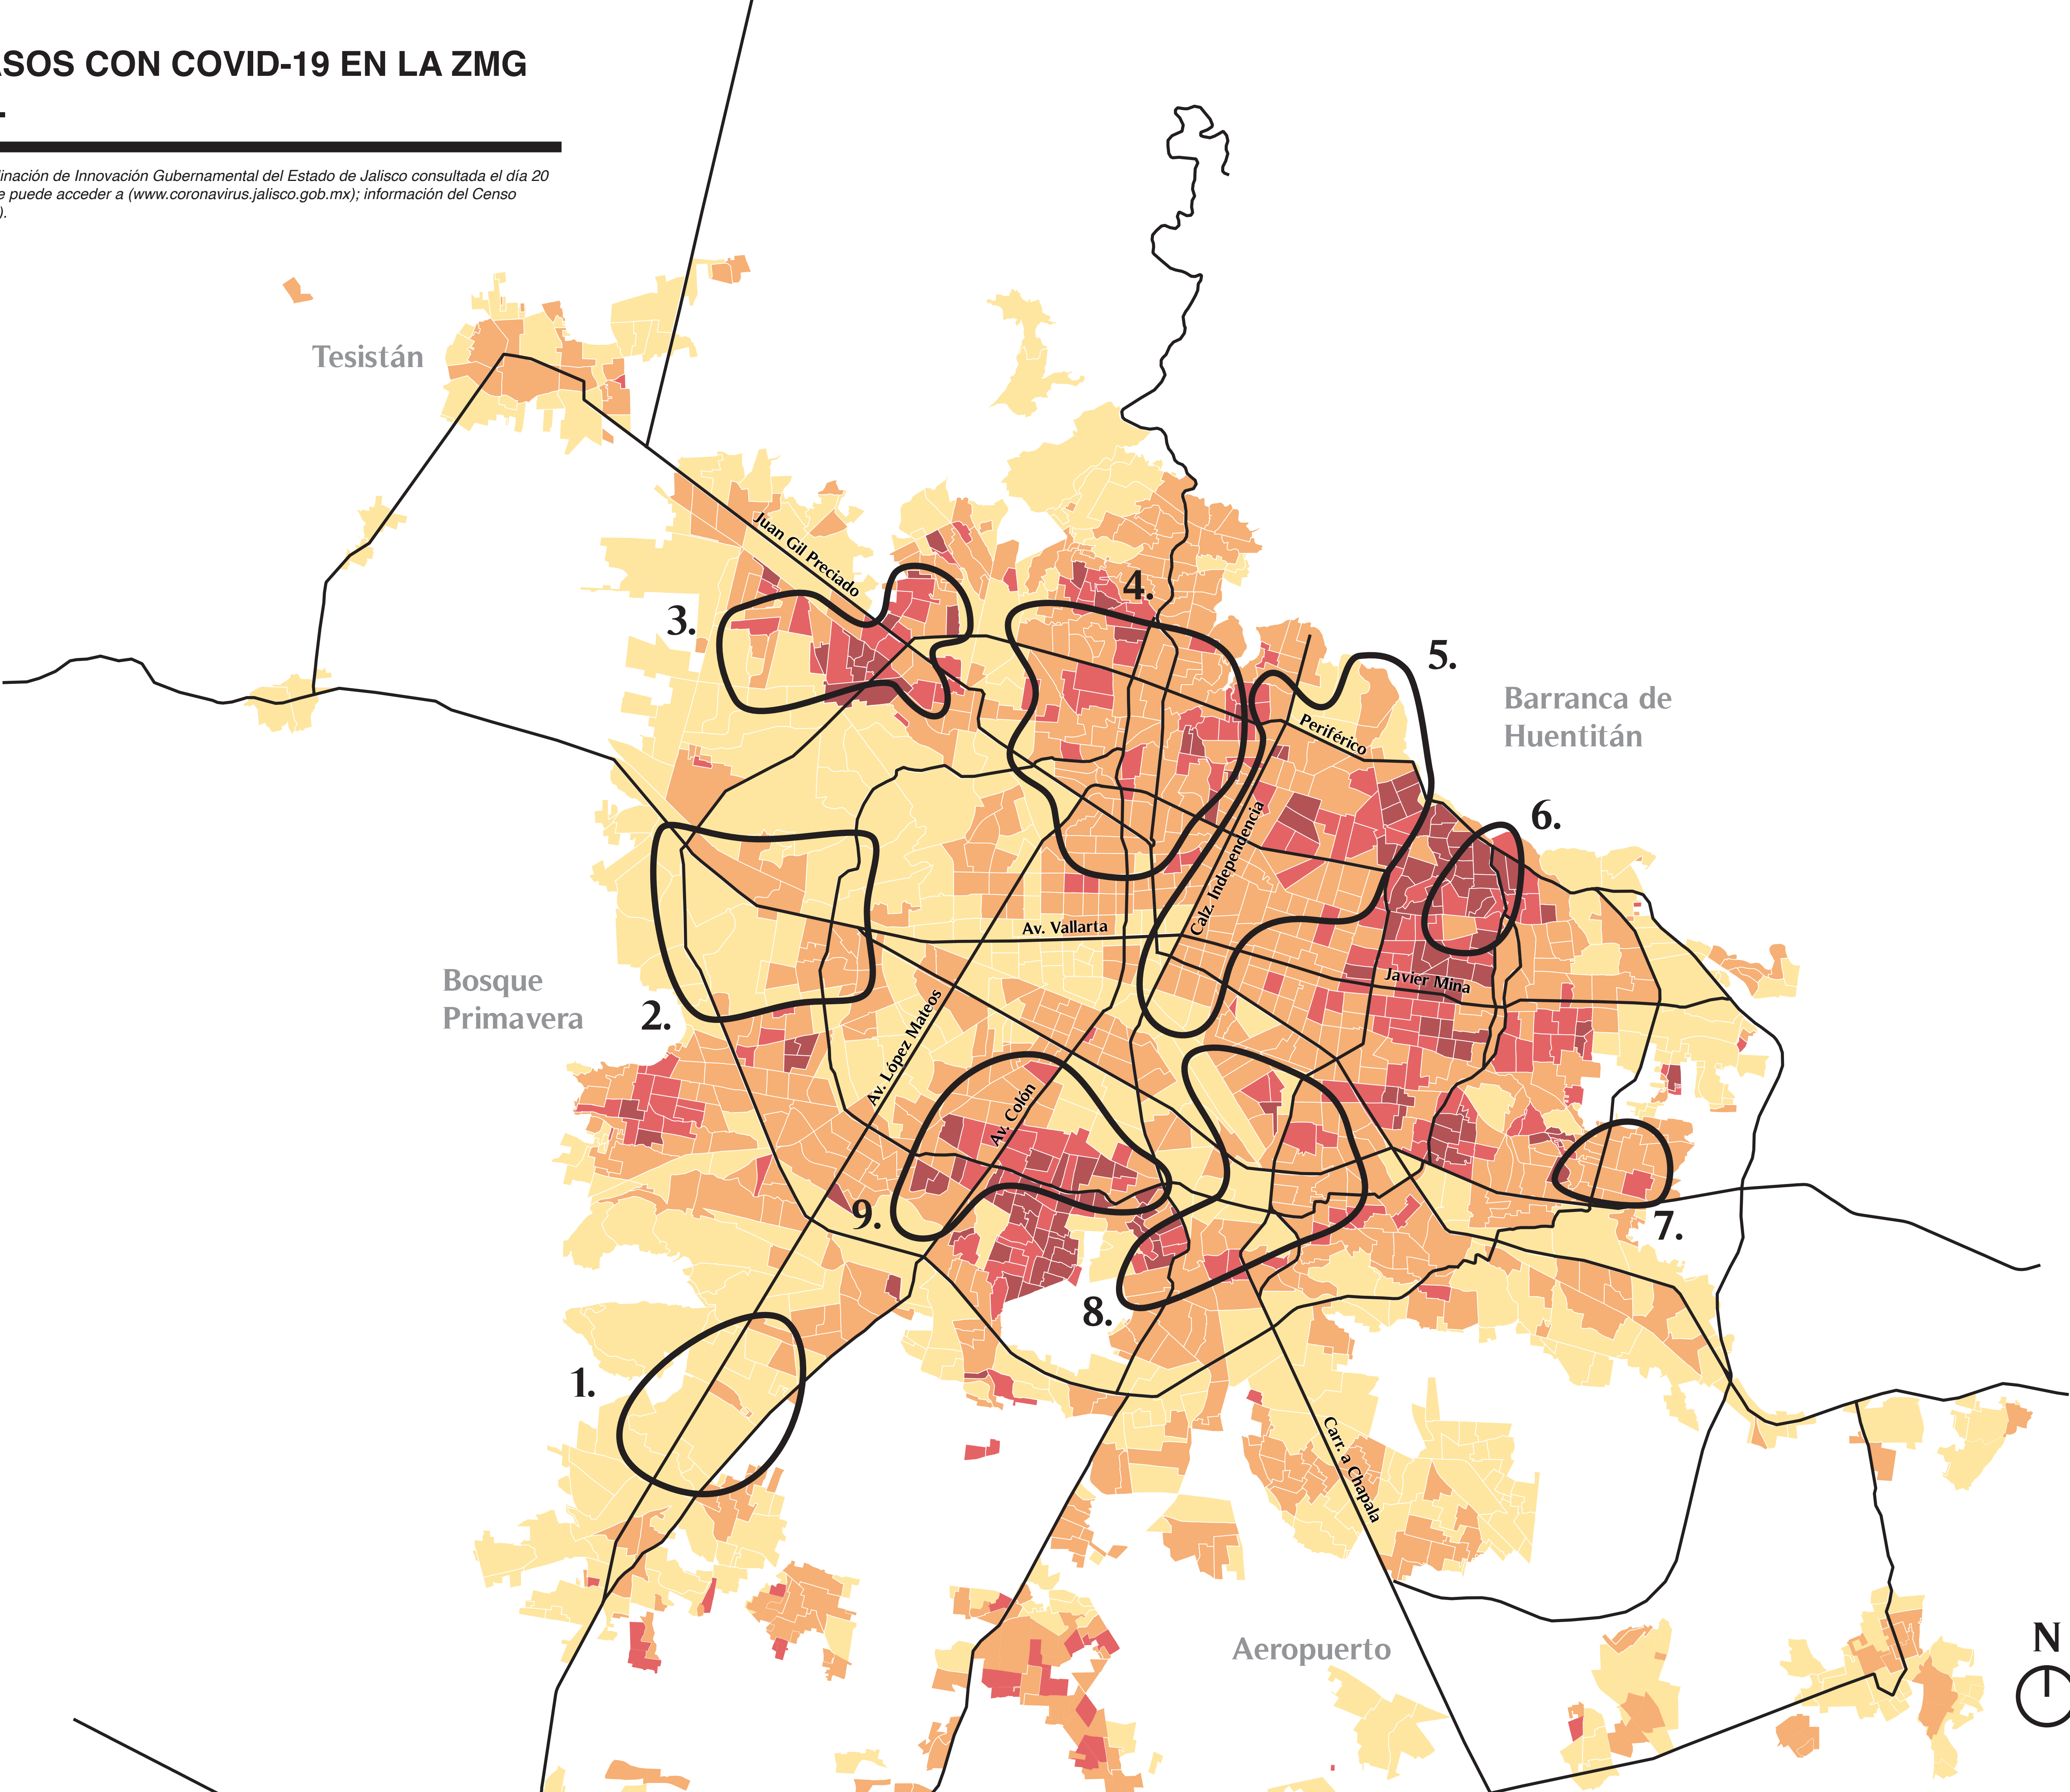 SOS CON COVID-19 EN LA ZMG
inación de Innovación Gubernamental del Estado de Jalisco consultada el día 20
e puede acceder a (www.coronavirus.jalisco.gob.mx); información del Censo
).
Tesistán
Juan Gil Preciado
3.
4.
5.
Barranca de
Huentitán
Periférico
6.
Calz. Independencia
Av. Vallarta
Javier Mina
Bosque
Primavera
2.
Av. López Mateos
Av. Colón
9.
7.
8.
1.
Carr. a Chapala
Aeropuerto
N